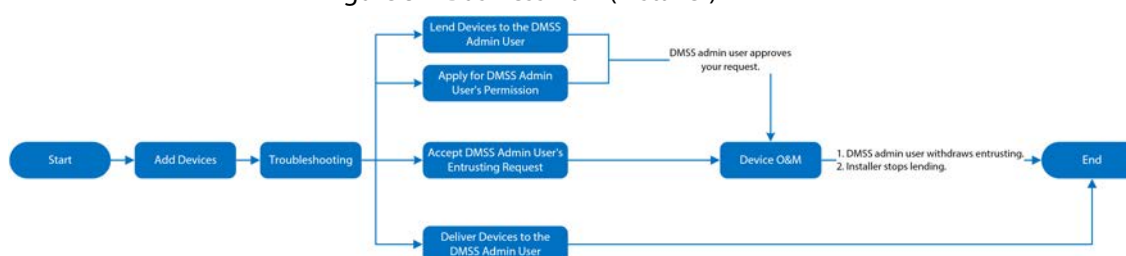 Lend Devices to the DMSS
Admin User
DMSS admin user approves
your request.
Apply for DMSS Admin
User's Permission
Start
Add Devices
Troubleshooting
Accept DMSS Admin User's
Entrusting Request
Device O&M
1. DMSS admin user withdraws entrusting.
2. Installer stops lending.
End
Deliver Devices to the
DMSS Admin User